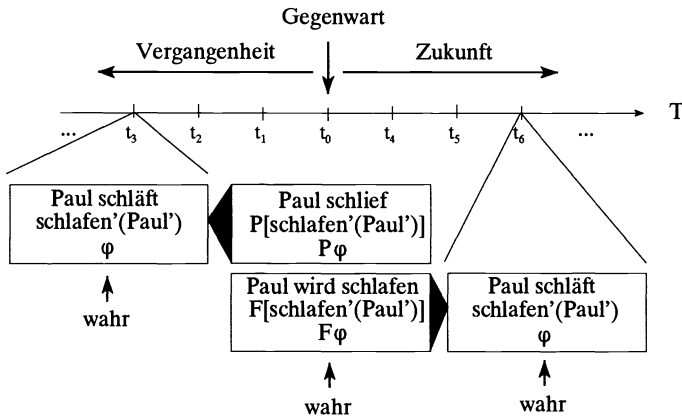 Gegenwart
Vergangenheit
Zukunft
T
...
t3
t2
t1
t0
t4
t5
t6
...
Paul schläft
schlafen’(Paul’)
φ
Paul schlief
P[schlafen’(Paul’)]
Pφ
wahr
Paul wird schlafen
F[schlafen’(Paul’)]
Fφ
Paul schläft
schlafen’(Paul’)
φ
wahr
wahr